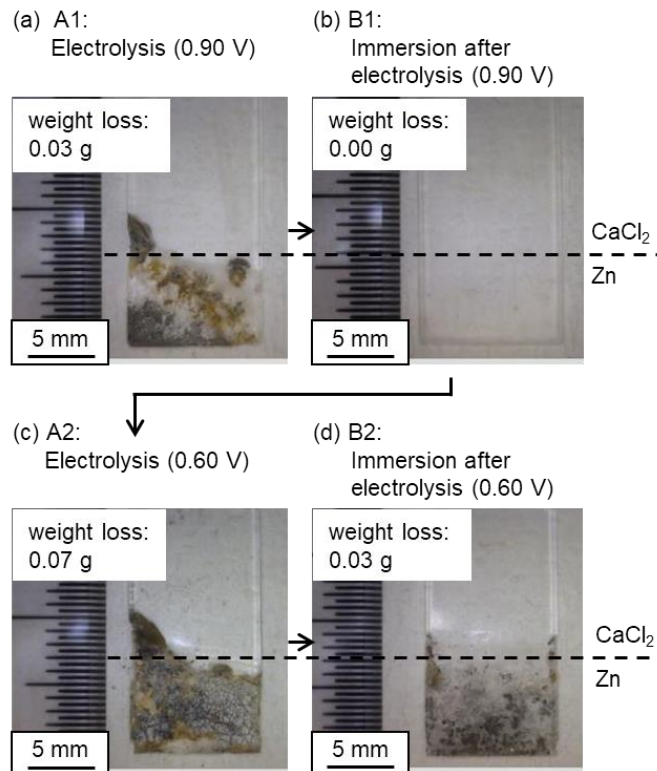 (a) A1:
Electrolysis (0.90 V)
(b) B1:
Immersion after
electrolysis (0.90 V)
weight loss:
0.03 g
weight loss:
0.00 g
CaCl₂
Zn
5 mm
5 mm
(c) A2:
Electrolysis (0.60 V)
(d) B2:
Immersion after
electrolysis (0.60 V)
weight loss:
0.07 g
weight loss:
0.03 g
CaCl₂
Zn
5 mm
5 mm